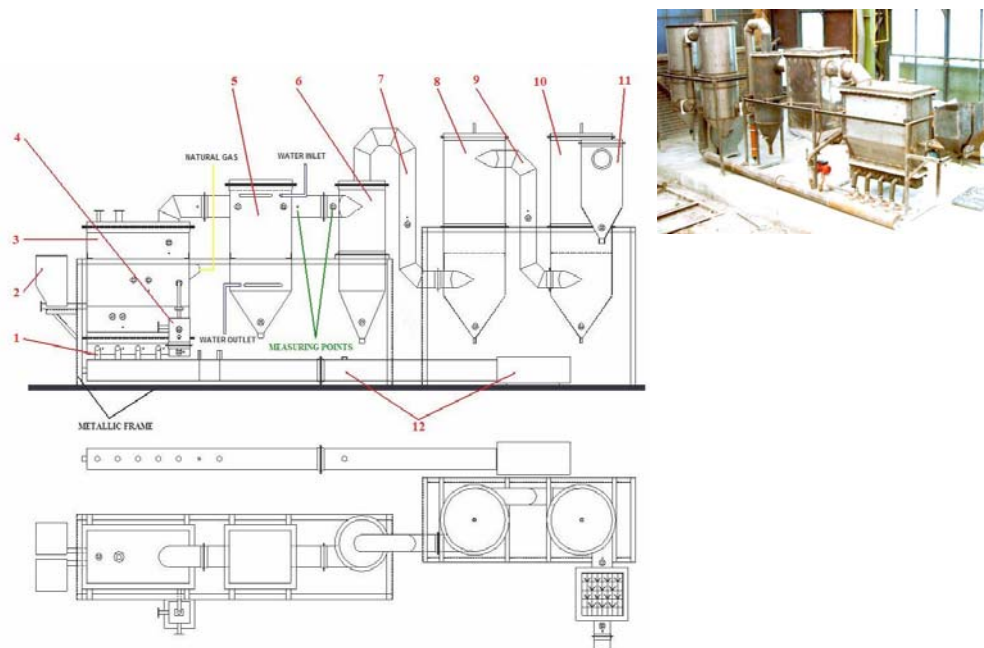 5
6
7
8
9
10
11
4
NATURAL GAS
WATER INLET
3
2
1
WATER OUTLET
MEASURING POINTS
METALLIC FRAME
12